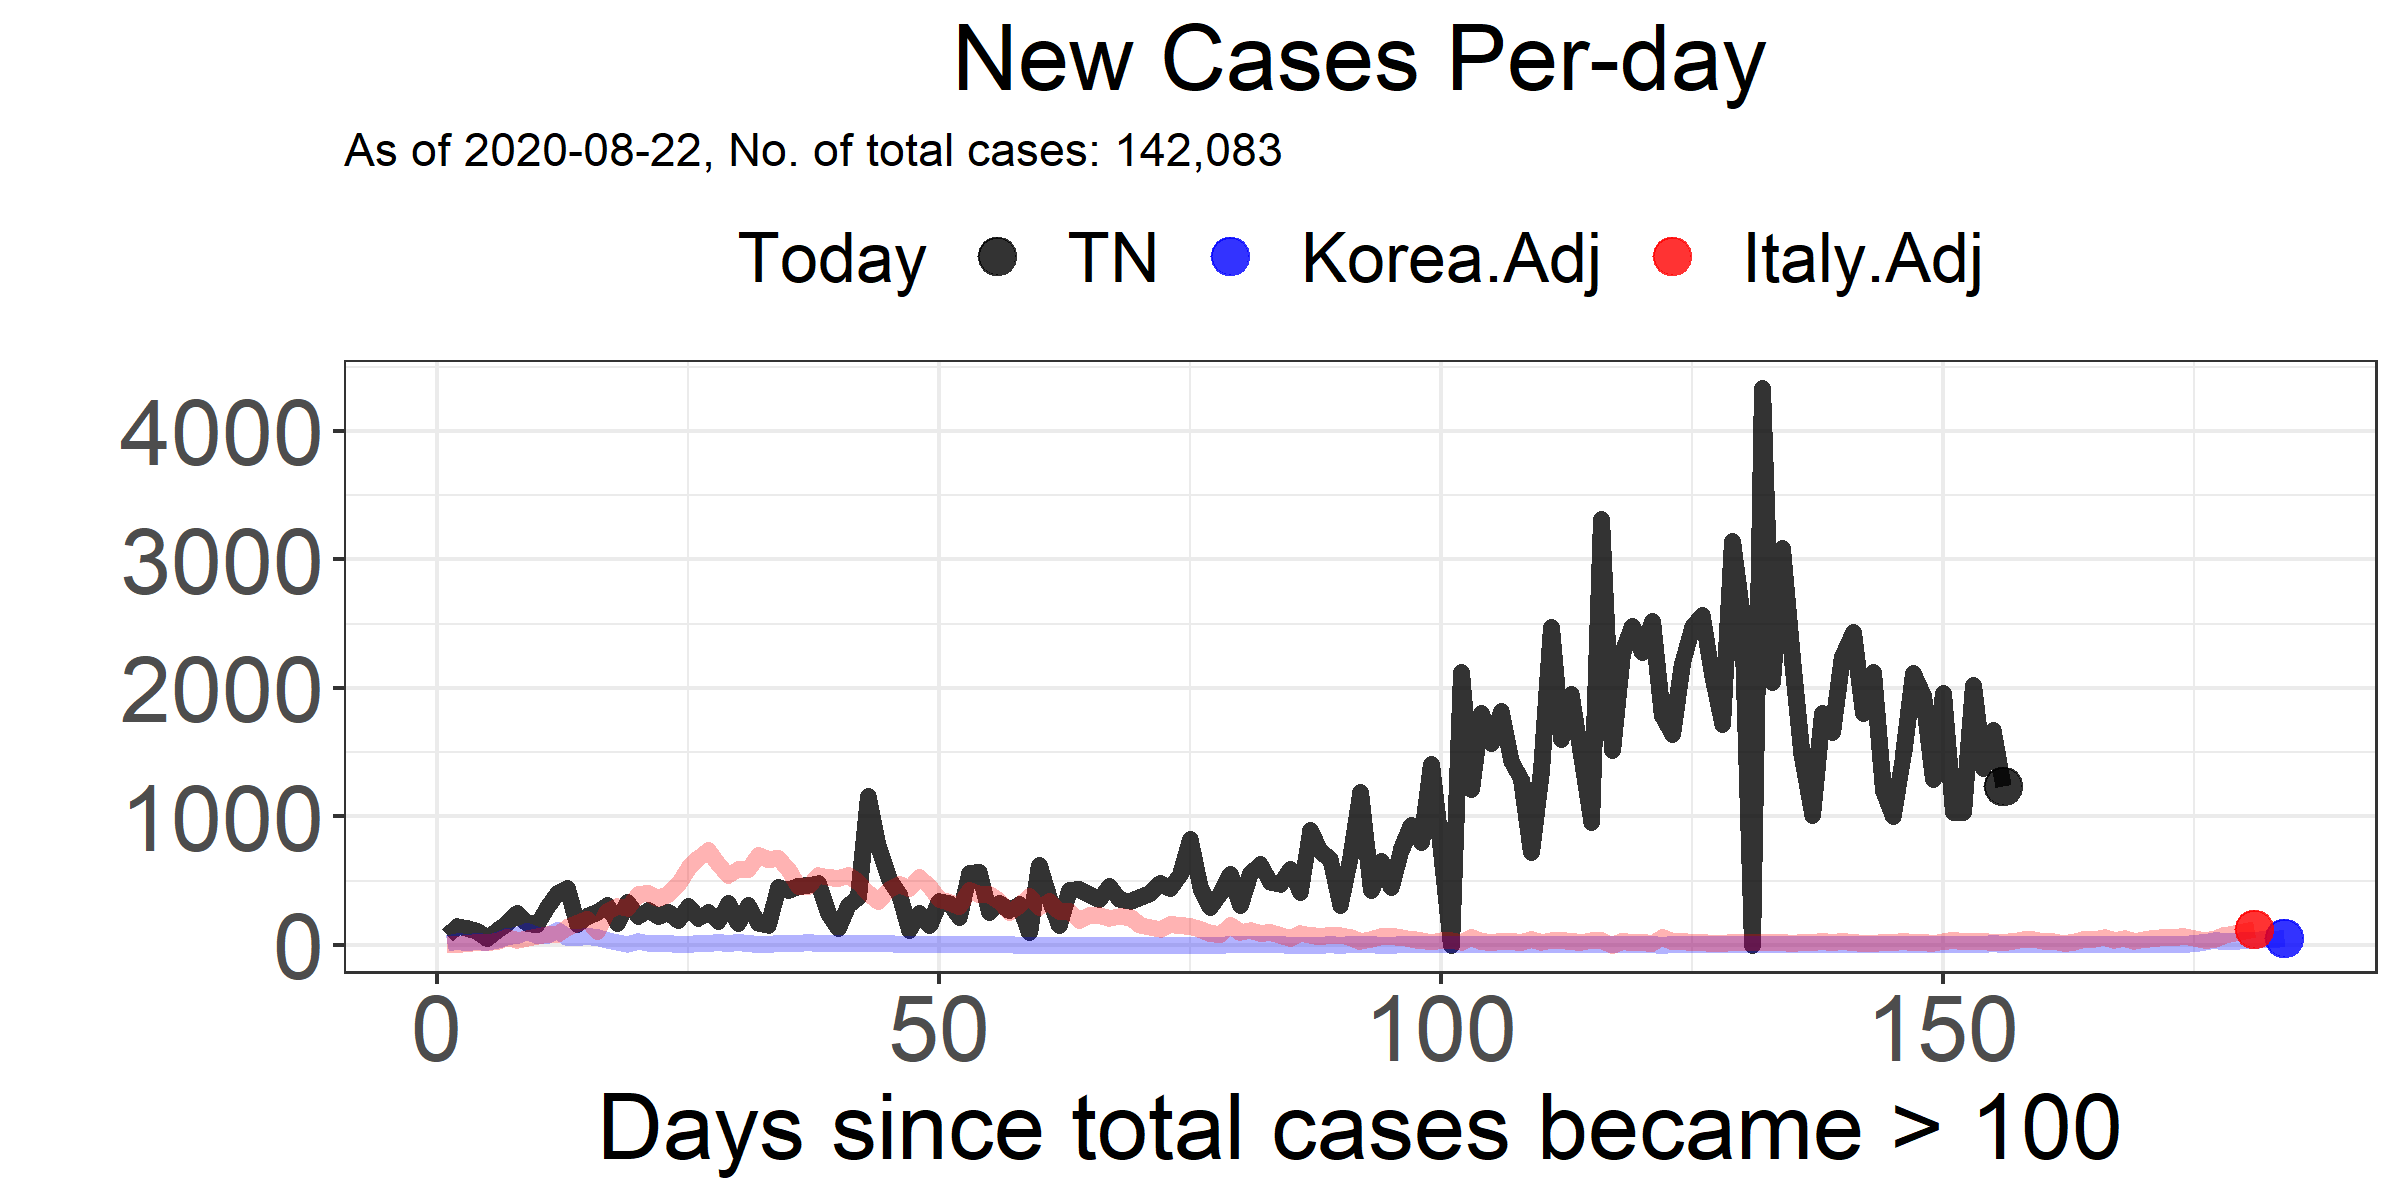 New Cases Per-day
As of 2020-08-22, No. of total cases: 142,083
Today TN Korea.Adj Italy.Adj
4000
3000
2000
1000
0
0 50 100 150
Days since total cases became > 100